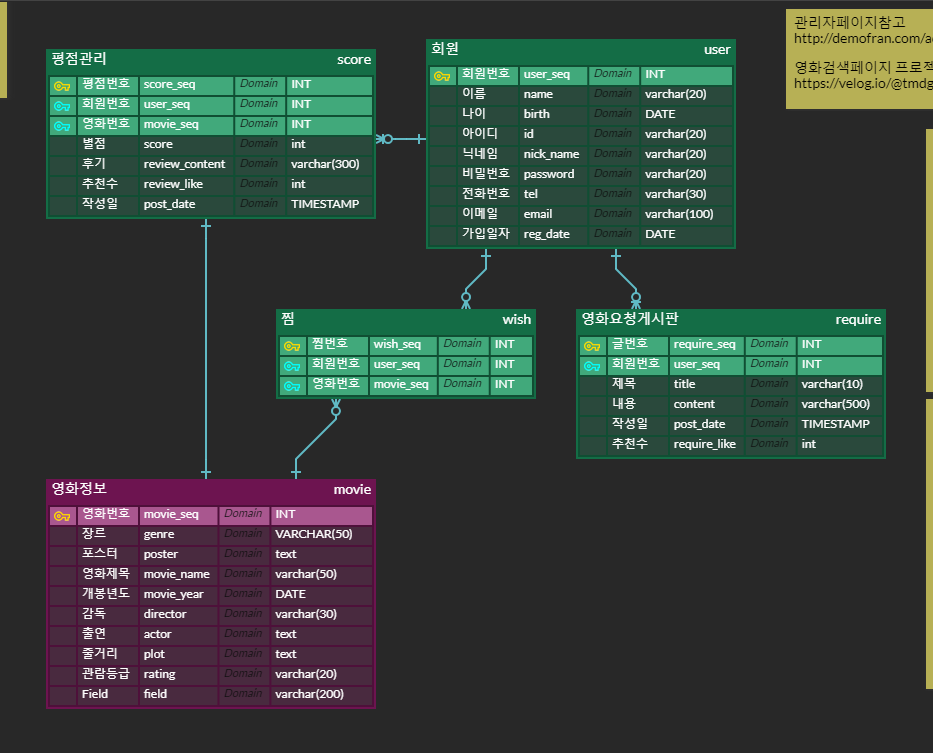 관리자페이지참고
http://demofran.com/a
영화검색페이지 프로젝
https://velog.io/@tmdg
평점관리 score
평점번호 score_seq Domain INT
회원번호 user_seq Domain INT
영화번호 movie_seq Domain INT
별점 score Domain int
후기 review_content Domain varchar(300)
추천수 review_like Domain int
작성일 post_date Domain TIMESTAMP
회원 user
회원번호 user_seq Domain INT
이름 name Domain varchar(20)
나이 birth Domain DATE
아이디 id Domain varchar(20)
닉네임 nick_name Domain varchar(20)
비밀번호 password Domain varchar(20)
전화번호 tel Domain varchar(30)
이메일 email Domain varchar(100)
가입일자 reg_date Domain DATE
찜 wish
찜번호 wish_seq Domain INT
회원번호 user_seq Domain INT
영화번호 movie_seq Domain INT
영화요청게시판 require
글번호 require_seq Domain INT
회원번호 user_seq Domain INT
제목 title Domain varchar(10)
내용 content Domain varchar(500)
작성일 post_date Domain TIMESTAMP
추천수 require_like Domain int
영화정보 movie
영화번호 movie_seq Domain INT
장르 genre Domain VARCHAR(50)
포스터 poster Domain text
영화제목 movie_name Domain varchar(50)
개봉년도 movie_year Domain DATE
감독 director Domain varchar(30)
출연 actor Domain text
줄거리 plot Domain text
관람등급 rating Domain varchar(20)
Field field Domain varchar(200)